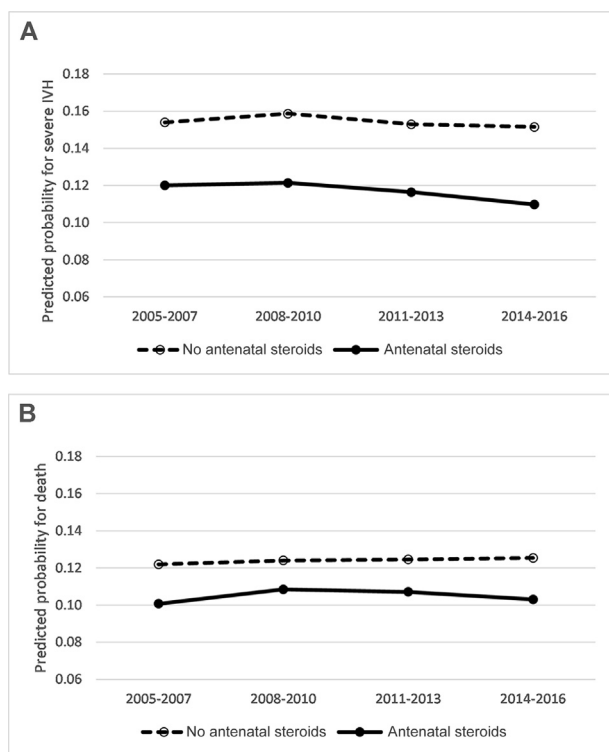 A
Predicted probability for severe IVH
0.18
0.16
0.14
0.12
0.10
0.08
0.06
2005-2007 2008-2010 2011-2013 2014-2016
No antenatal steroids Antenatal steroids
B
Predicted probability for death
0.18
0.16
0.14
0.12
0.10
0.08
0.06
2005-2007 2008-2010 2011-2013 2014-2016
No antenatal steroids Antenatal steroids